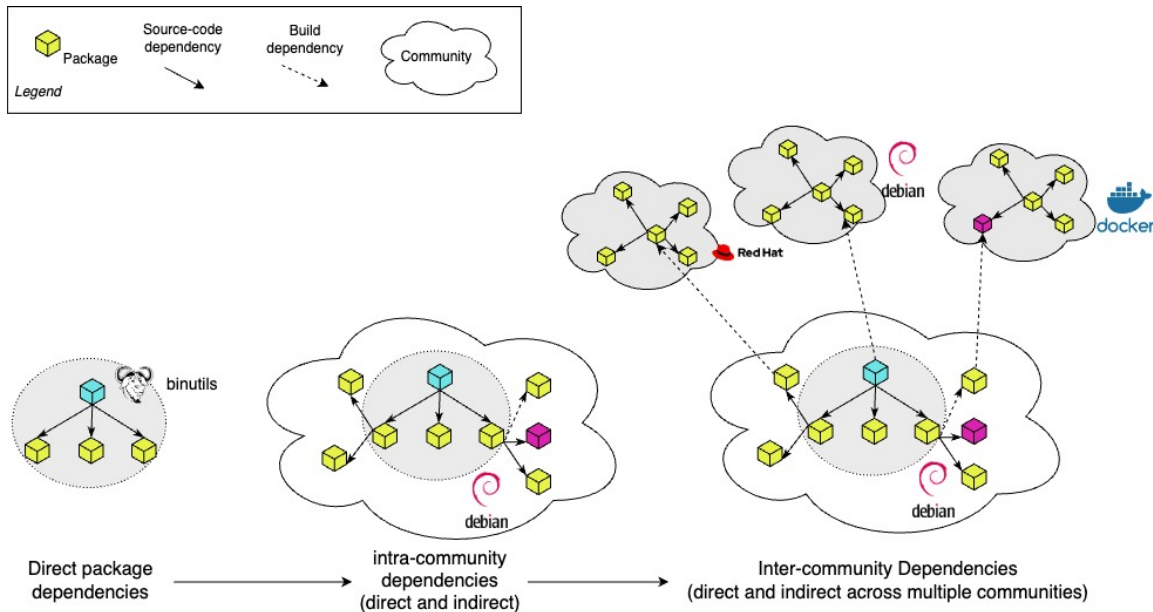 Source-code
dependency
Build
dependency
Package
Community
Legend
debian
docker
Red Hat
binutils
debian
debian
Direct package
dependencies
intra-community
dependencies
(direct and indirect)
Inter-community Dependencies
(direct and indirect across multiple communities)